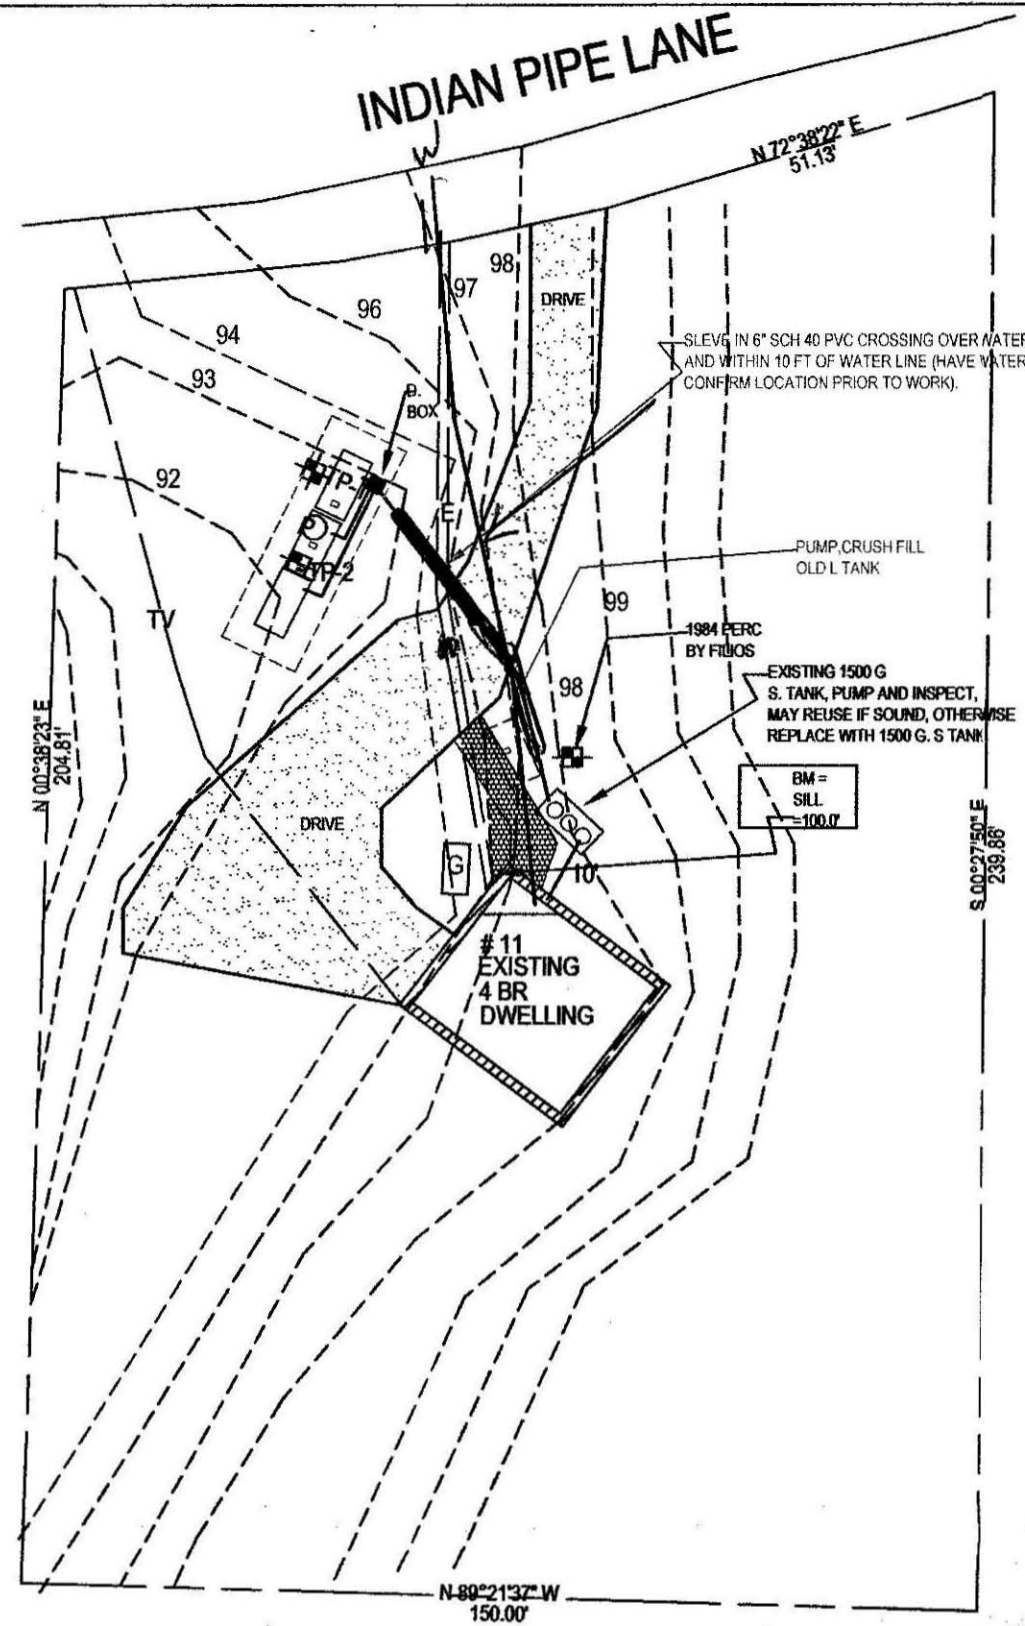 INDIAN PIPE LANE
W
N 72°38'22" E
51.13'
98
97
DRIVE
96
94
SLEVE IN 6" SCH 40 PVC CROSSING OVER WATER
AND WITHIN 10 FT OF WATER LINE (HAVE WATER
CONFIRM LOCATION PRIOR TO WORK).
93
B.
BOX
92
P-
E
TP-2
PUMP,CRUSH FILL
OLD L TANK
99
TV
1984 PERC
BY FILIOS
98
EXISTING 1500 G
S. TANK, PUMP AND INSPECT,
MAY REUSE IF SOUND, OTHERWISE
REPLACE WITH 1500 G. S TANK
N 00°38'23" E
204.81'
BM =
SILL
=100.0'
DRIVE
S 00°27'50" E
239.86'
G
10'
# 11
EXISTING
4 BR
DWELLING
N 89°21'37" W
150.00'